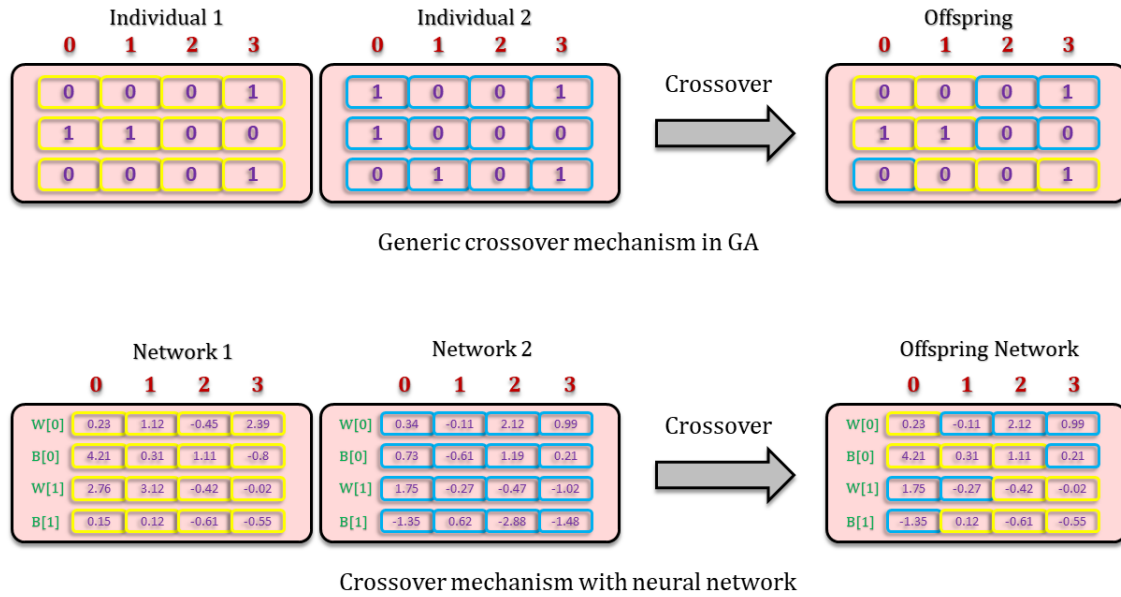 Individual 1 Individual 2 Offspring
0 1 2 3 0 1 2 3 0 1 2 3
Crossover
0 0 0 1 1 0 0 1 0 0 0 1
1 1 0 0 1 0 0 0 1 1 0 0
0 0 0 1 0 1 0 1 0 0 0 1
Generic crossover mechanism in GA
Network 1 Network 2 Offspring Network
0 1 2 3 0 1 2 3 0 1 2 3
Crossover
W[0] 0.23 1.12 -0.45 2.39 W[0] 0.34 -0.11 2.12 0.99 W[0] 0.23 -0.11 2.12 0.99
B[0] 4.21 0.31 1.11 -0.8 B[0] 0.73 -0.61 1.19 0.21 B[0] 4.21 0.31 1.11 0.21
W[1] 2.76 3.12 -0.42 -0.02 W[1] 1.75 -0.27 -0.47 -1.02 W[1] 1.75 -0.27 -0.42 -0.02
B[1] 0.15 0.12 -0.61 -0.55 B[1] -1.35 0.62 -2.88 -1.48 B[1] -1.35 0.12 -0.61 -0.55
Crossover mechanism with neural network